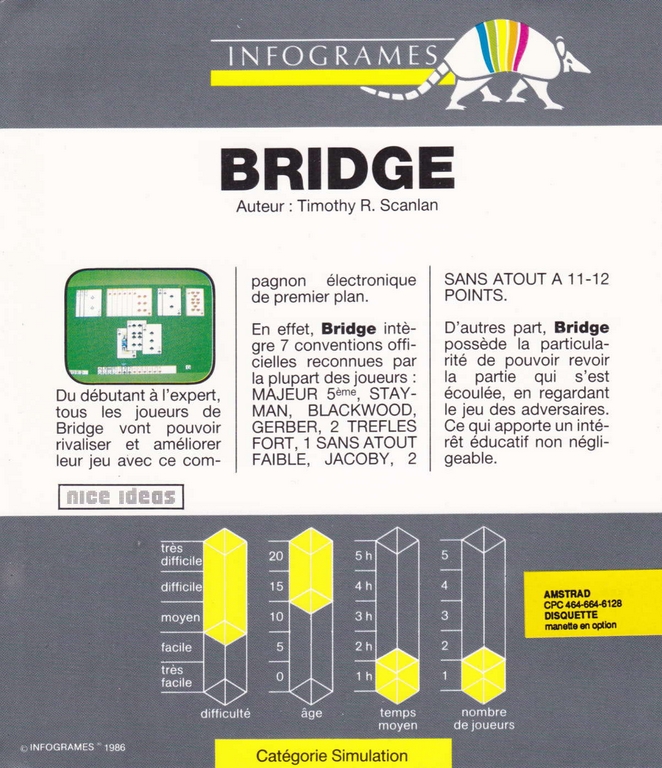 INFOGRAMES
BRIDGE
Auteur : Timothy R. Scanlan
Du débutant à l'expert,
tous les joueurs de
Bridge vont pouvoir
rivaliser et améliorer
leur jeu avec ce com-
pagnon électronique
de premier plan.
En effet, Bridge intè-
gre 7 conventions offi-
cielles reconnues par
la plupart des joueurs :
MAJEUR 5ème, STAY-
MAN, BLACKWOOD,
GERBER, 2 TREFLES
FORT, 1 SANS ATOUT
FAIBLE, JACOBY, 2
SANS ATOUT A 11-12
POINTS.
D'autres part, Bridge
possède la particula-
rité de pouvoir revoir
la partie qui s'est
écoulée, en regardant
le jeu des adversaires.
Ce qui apporte un inté-
rêt éducatif non négli-
geable.
nice ideas
très
difficile
difficile
moyen
facile
très
facile
difficulté
20
15
10
5
0
âge
5 h
4 h
3 h
2 h
1 h
temps
moyen
5
4
3
2
1
nombre
de joueurs
AMSTRAD
CPC 464-664-6128
DISQUETTE
manette en option
© INFOGRAMES™ 1986
Catégorie Simulation